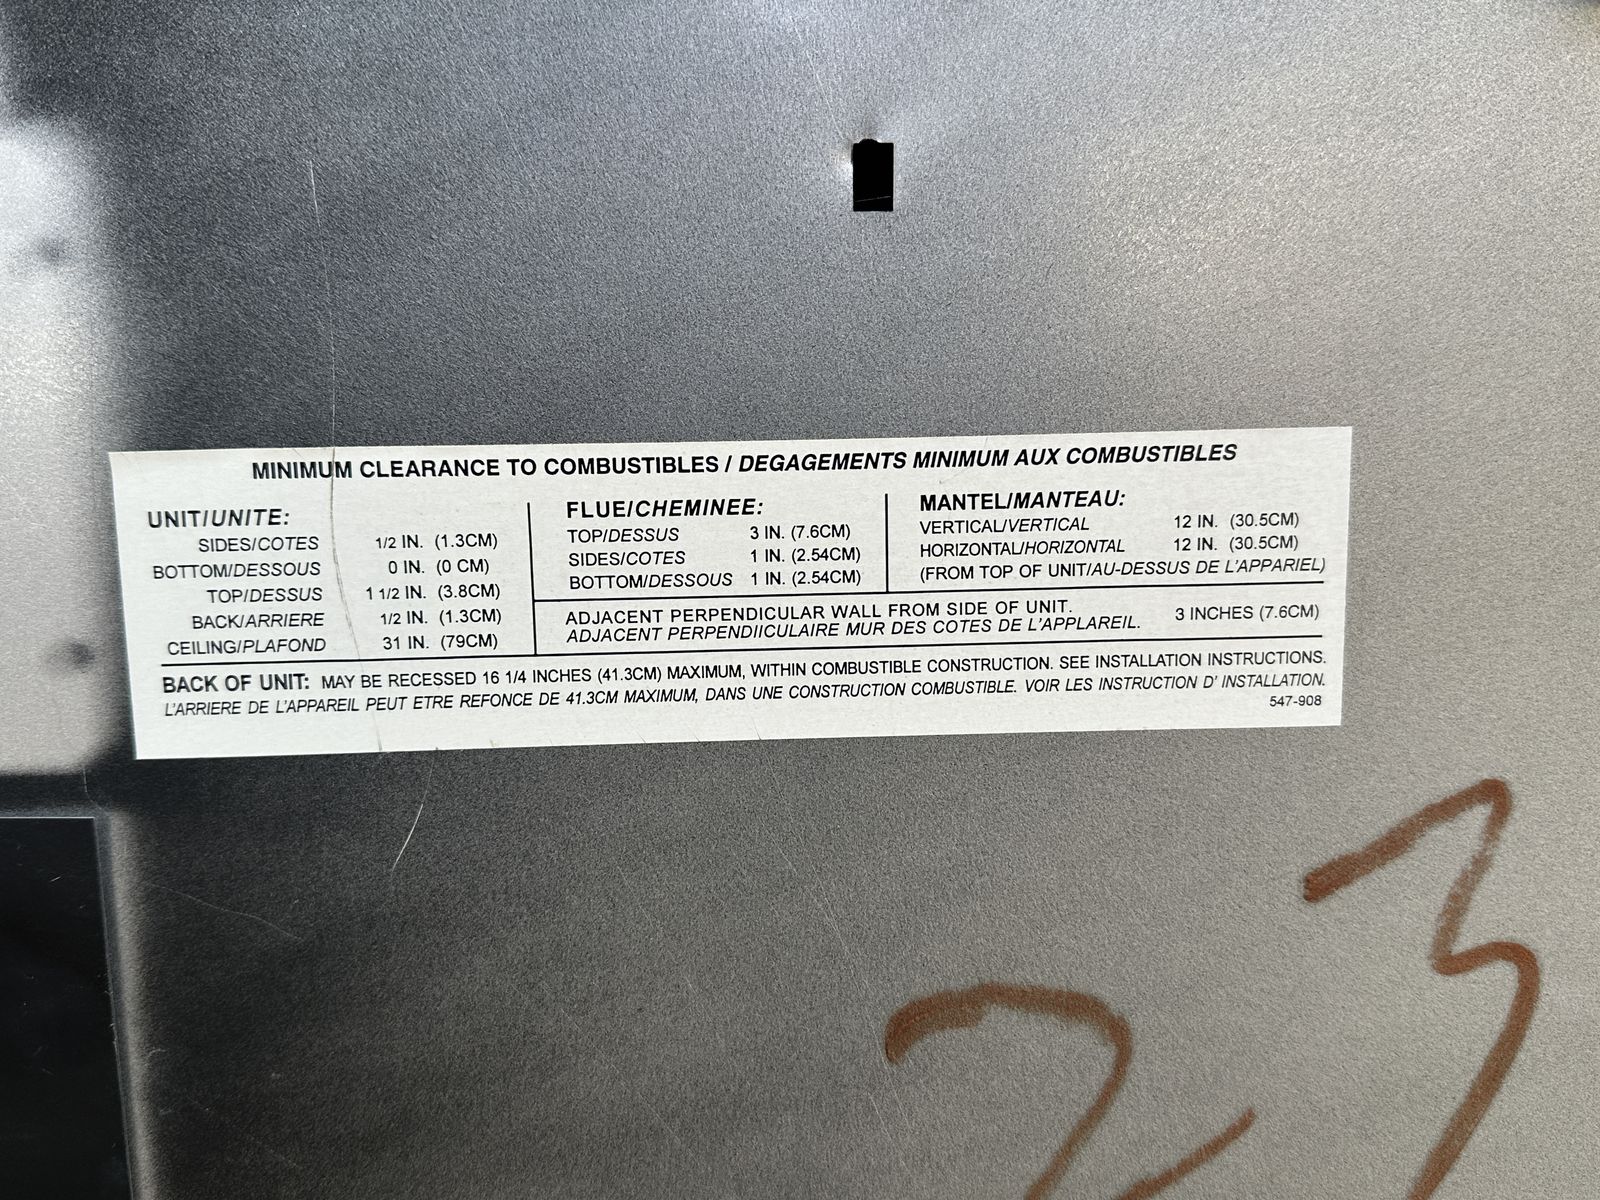 MINIMUM CLEARANCE TO COMBUSTIBLES / DEGAGEMENTS MINIMUM AUX COMBUSTIBLES
UNIT/UNITE:
SIDES/COTES 1/2 IN. (1.3CM)
BOTTOM/DESSOUS 0 IN. (0 CM)
TOP/DESSUS 1 1/2 IN. (3.8CM)
BACK/ARRIERE 1/2 IN. (1.3CM)
CEILING/PLAFOND 31 IN. (79CM)
FLUE/CHEMINEE:
TOP/DESSUS 3 IN. (7.6CM)
SIDES/COTES 1 IN. (2.54CM)
BOTTOM/DESSOUS 1 IN. (2.54CM)
MANTEL/MANTEAU:
VERTICAL/VERTICAL 12 IN. (30.5CM)
HORIZONTAL/HORIZONTAL 12 IN. (30.5CM)
(FROM TOP OF UNIT/AU-DESSUS DE L'APPARIEL)
ADJACENT PERPENDICULAR WALL FROM SIDE OF UNIT. 3 INCHES (7.6CM)
ADJACENT PERPENDIICULAIRE MUR DES COTES DE L'APPLAREIL.
BACK OF UNIT: MAY BE RECESSED 16 1/4 INCHES (41.3CM) MAXIMUM, WITHIN COMBUSTIBLE CONSTRUCTION. SEE INSTALLATION INSTRUCTIONS.
L'ARRIERE DE L'APPAREIL PEUT ETRE REFONCE DE 41.3CM MAXIMUM, DANS UNE CONSTRUCTION COMBUSTIBLE. VOIR LES INSTRUCTION D' INSTALLATION.
547-908
23